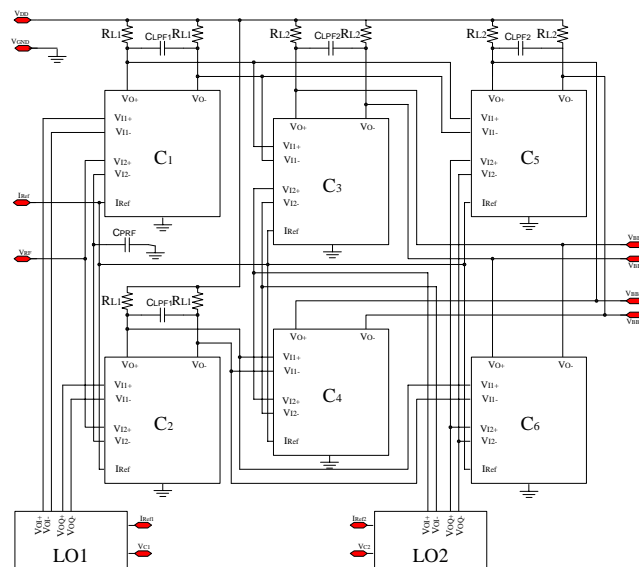 VDD
RL1 CLPF1 RL1 RL2 CLPF2 RL2 RL2 CLPF2 RL2
VGND
VO+ VO- VO+ VO- VO+ VO-
VI1+
VI1-
C1
VI2+
VI2-
IRef
VI1+
VI1-
C3
VI2+
VI2-
IRef
VI1+
VI1-
C5
VI2+
VI2-
IRef
IRef
CPRF
VRF
VBB
VBB
VBB
VBB
RL1 CLPF1 RL1
VO+ VO- VO+ VO- VO+ VO-
VI1+
VI1-
C2
VI2+
VI2-
IRef
VI1+
VI1-
C4
VI2+
VI2-
IRef
VI1+
VI1-
C6
VI2+
VI2-
IRef
VOI+ VOI- VOQ+ VOQ-
IRef1
VC1
LO1
IRef2
VC2
VOI+ VOI- VOQ+ VOQ-
LO2